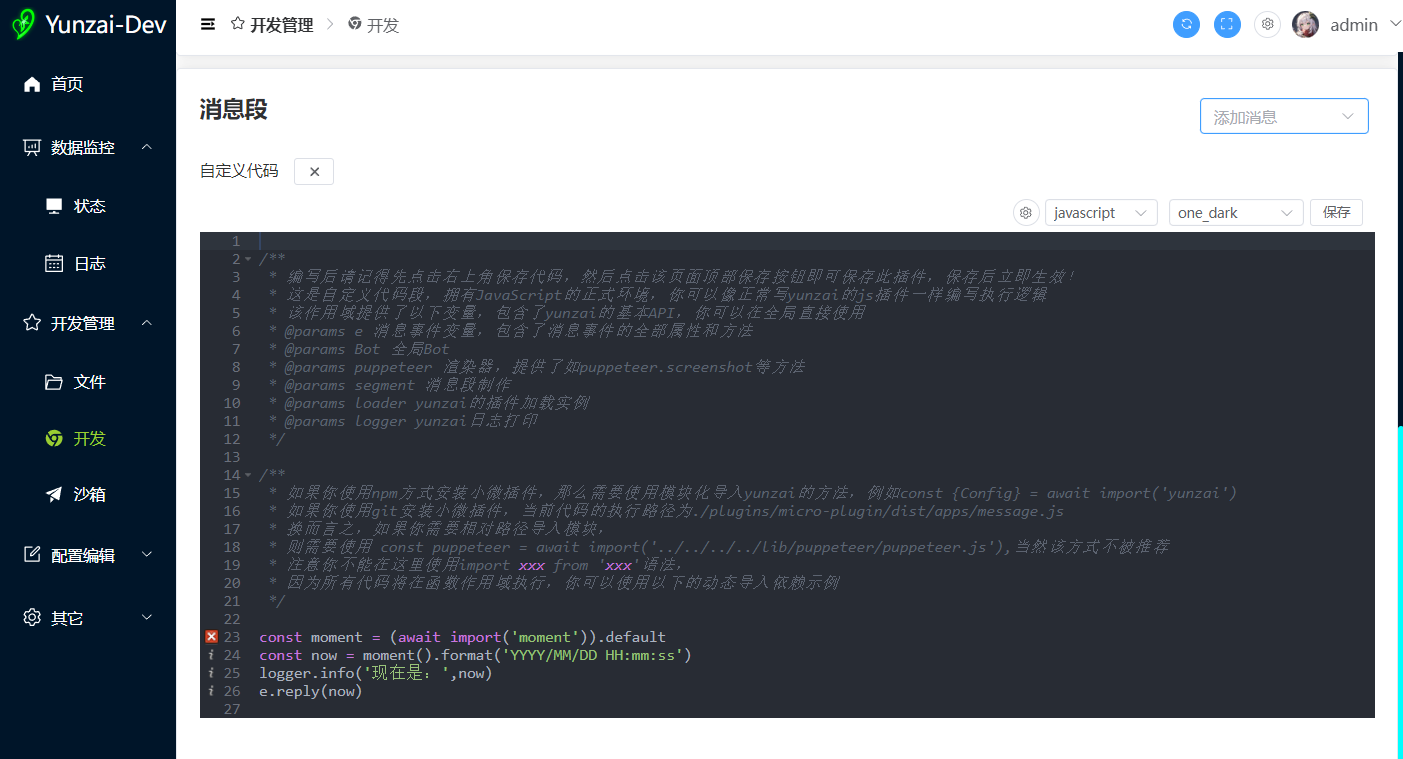 Yunzai-Dev
开发管理 > 开发
admin
首页
数据监控
状态
日志
开发管理
文件
开发
沙箱
配置编辑
其它
消息段
添加消息
自定义代码
javascript
one_dark
保存
1
2 /**
3 * 编写后请记得先点击右上角保存代码，然后点击该页面顶部保存按钮即可保存此插件，保存后立即生效！
4 * 这是自定义代码段，拥有JavaScript的正式环境，你可以像正常写yunzai的js插件一样编写执行逻辑
5 * 该作用域提供了以下变量，包含了yunzai的基本API，你可以在全局直接使用
6 * @params e 消息事件变量，包含了消息事件的全部属性和方法
7 * @params Bot 全局Bot
8 * @params puppeteer 渲染器，提供了如puppeteer.screenshot等方法
9 * @params segment 消息段制作
10 * @params loader yunzai的插件加载实例
11 * @params logger yunzai日志打印
12 */
13
14 /**
15 * 如果你使用npm方式安装小微插件，那么需要使用模块化导入yunzai的方法，例如const {Config} = await import('yunzai')
16 * 如果你使用git安装小微插件，当前代码的执行路径为./plugins/micro-plugin/dist/apps/message.js
17 * 换而言之，如果你需要相对路径导入模块，
18 * 则需要使用 const puppeteer = await import('../../../../lib/puppeteer/puppeteer.js'),当然该方式不被推荐
19 * 注意你不能在这里使用import xxx from 'xxx'语法，
20 * 因为所有代码将在函数作用域执行，你可以使用以下的动态导入依赖示例
21 */
22
23 const moment = (await import('moment')).default
24 const now = moment().format('YYYY/MM/DD HH:mm:ss')
25 logger.info('现在是：',now)
26 e.reply(now)
27